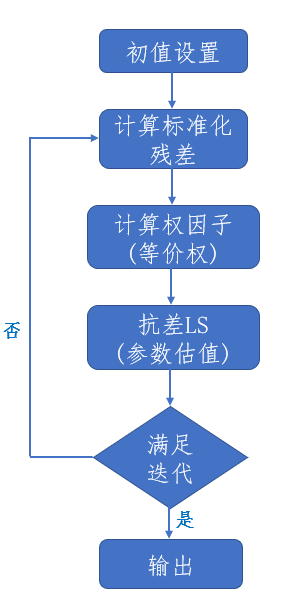 初值设置
计算标准化
残差
计算权因子
(等价权)
抗差LS
(参数估值)
否
满足
迭代
是
输出